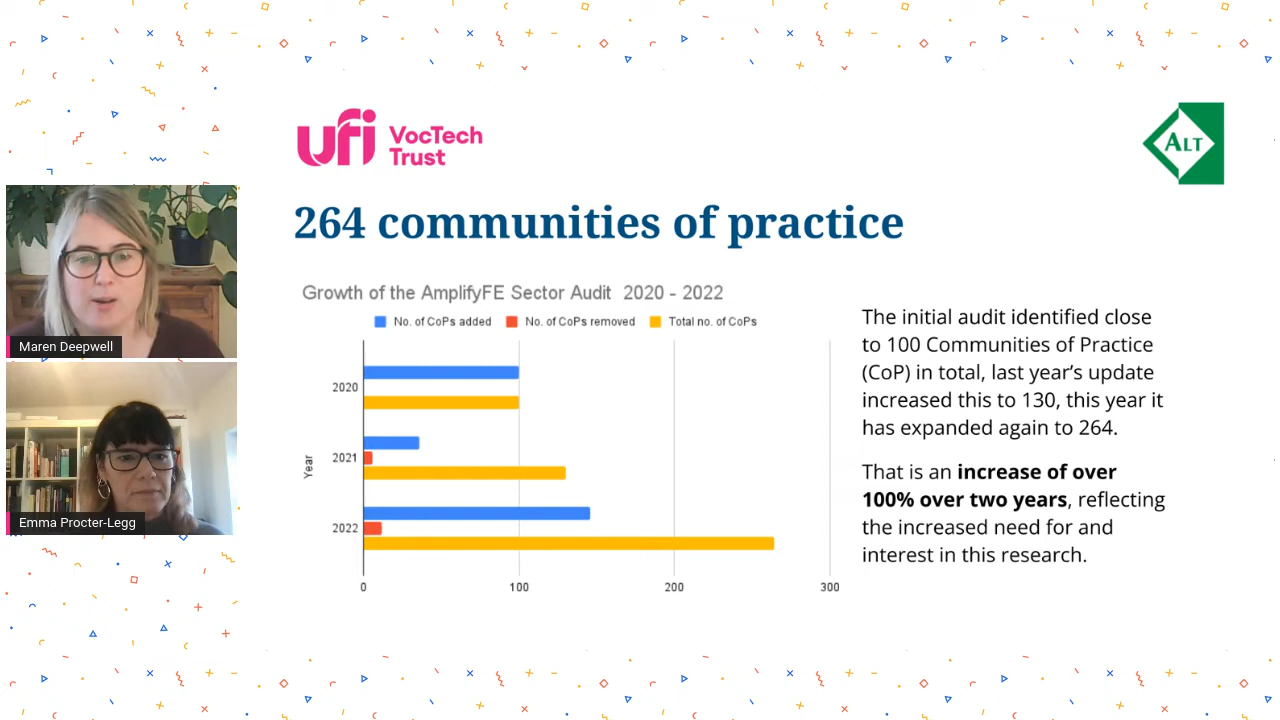 ufi VocTech
Trust
ALT
264 communities of practice
Growth of the AmplifyFE Sector Audit 2020 - 2022
No. of CoPs added No. of CoPs removed Total no. of CoPs
Year
2020
2021
2022
0 100 200 300
The initial audit identified close
to 100 Communities of Practice
(CoP) in total, last year’s update
increased this to 130, this year it
has expanded again to 264.
That is an increase of over
100% over two years, reflecting
the increased need for and
interest in this research.
Maren Deepwell
Emma Procter-Legg